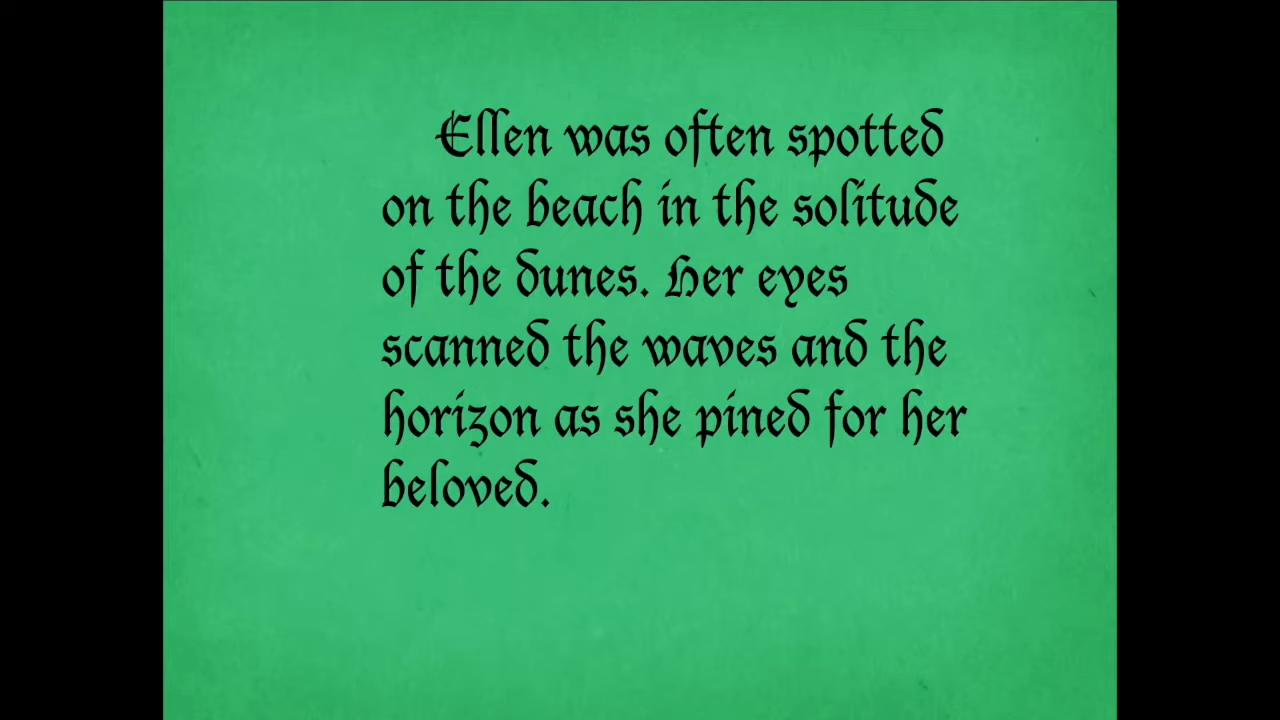 Ellen was often spotted
on the beach in the solitude
of the dunes. Her eyes
scanned the waves and the
horizon as she pined for her
beloved.